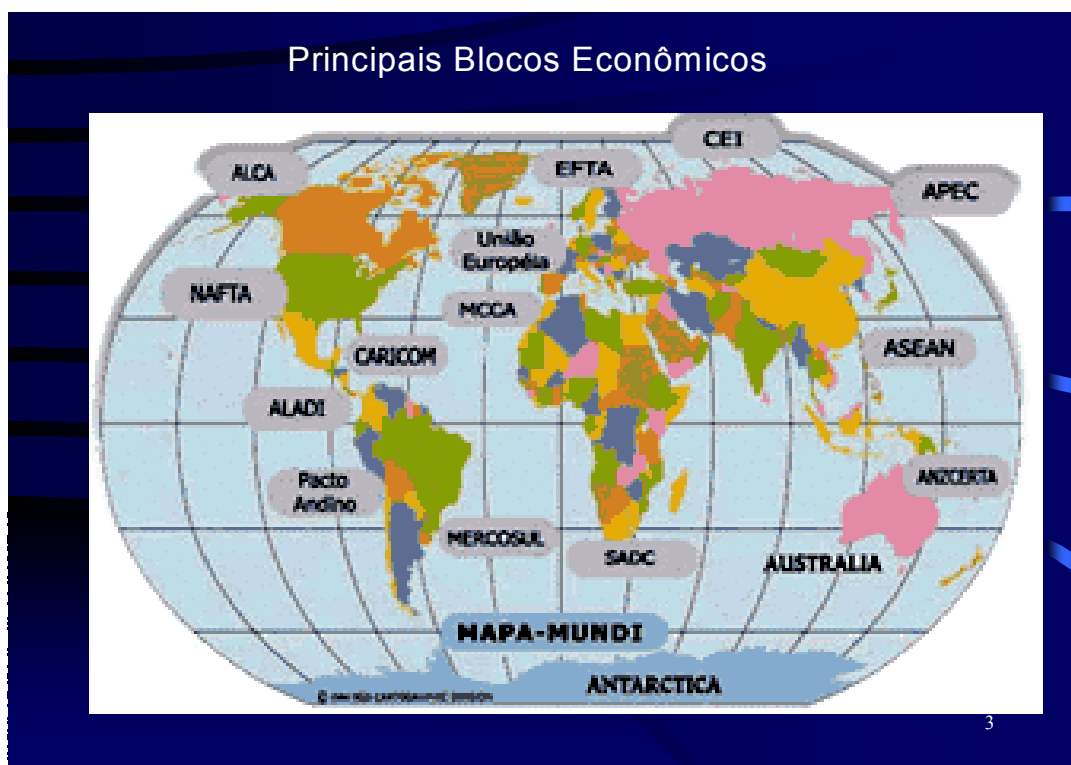 Principais Blocos Econômicos
CEI
ALCA
EFTA
APEC
União
Européia
NAFTA
MCCA
CARICOM
ASEAN
ALADI
Pacto
Andino
ANZCERTA
MERCOSUL
SADC
AUSTRALIA
MAPA-MUNDI
ANTARCTICA
3